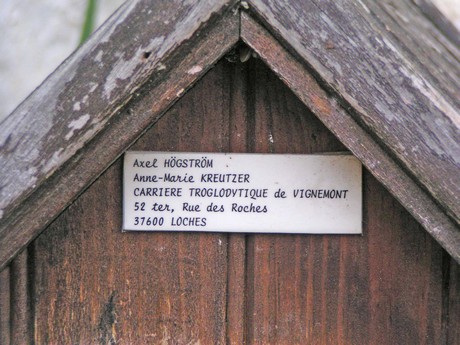 Axel HÖGSTRÖM
Anne-Marie KREUTZER
CARRIERE TROGLODYTIQUE de VIGNEMONT
52 ter, Rue des Roches
37600 LOCHES